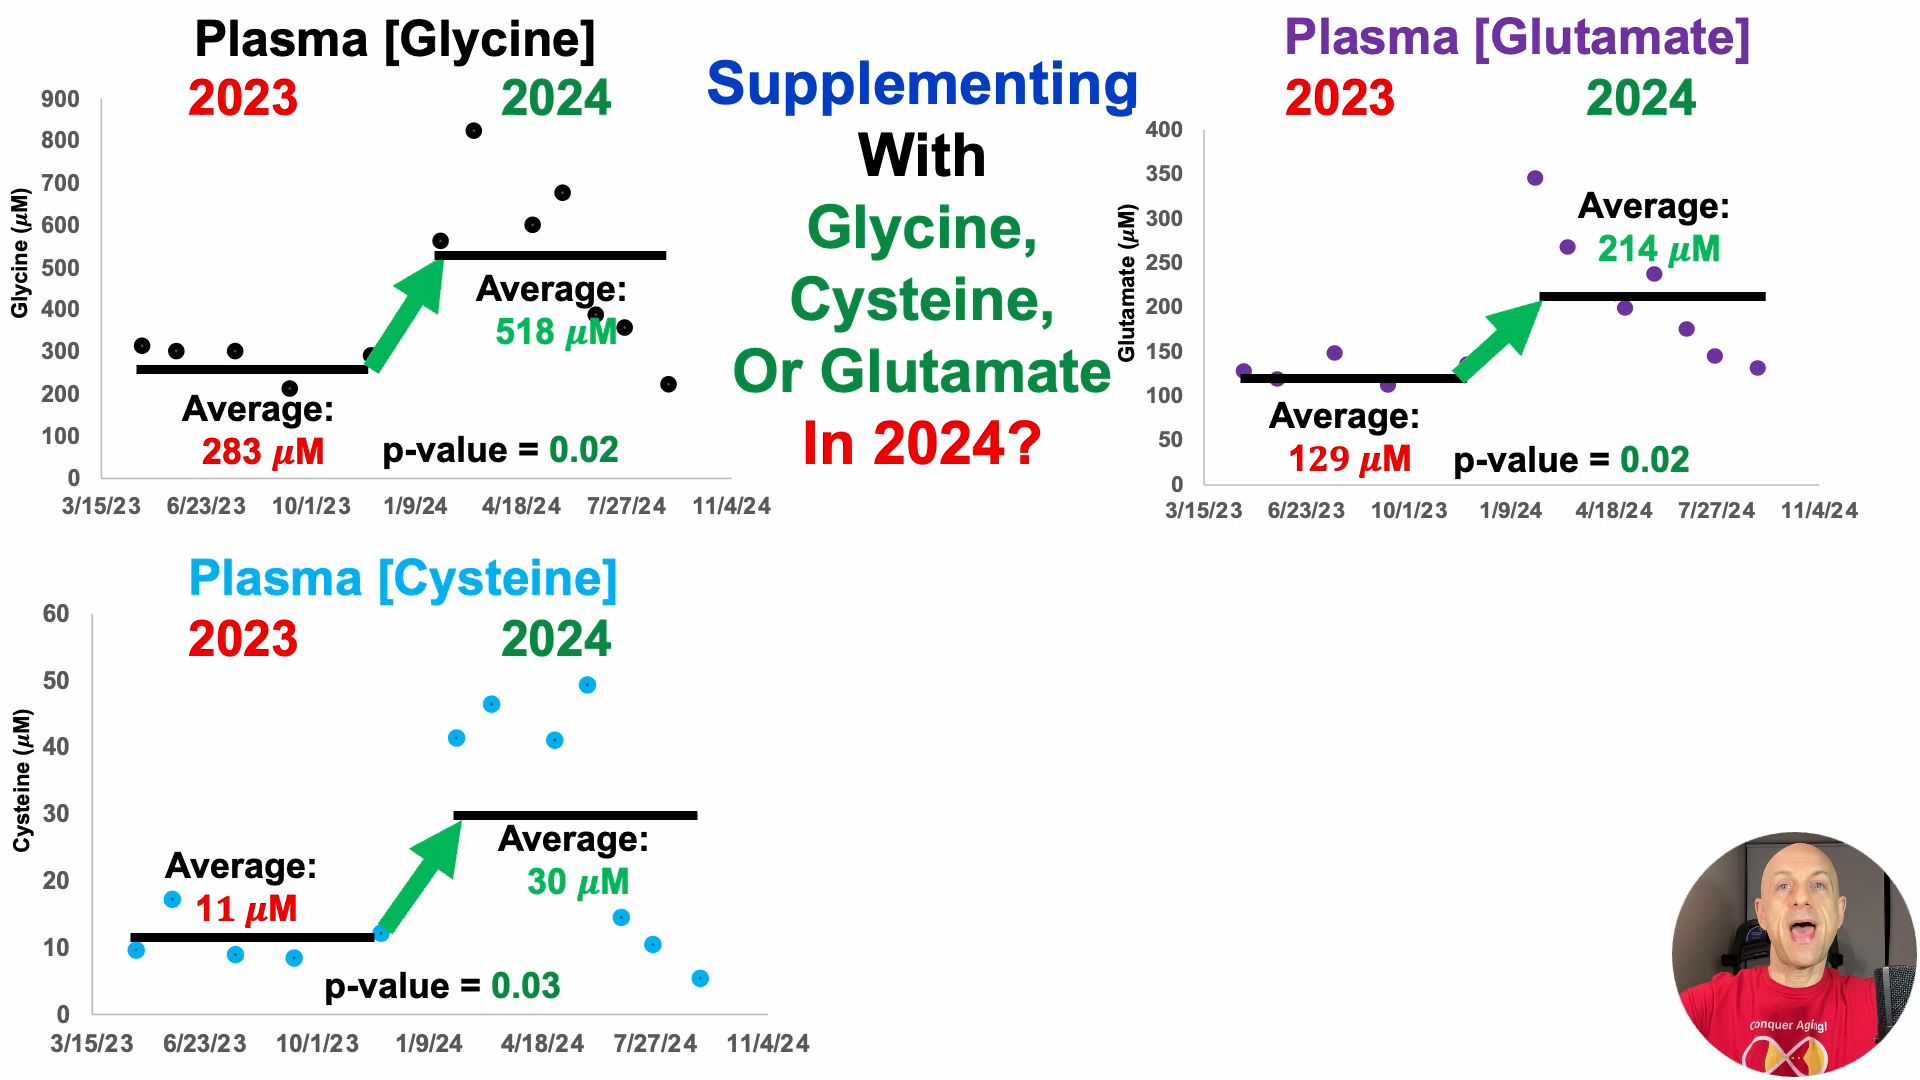 Plasma [Glycine]
2023
2024
900
800
700
600
500
400
300
200
100
0
Glycine (μM)
Average:
283 μM
Average:
518 μM
p-value = 0.02
3/15/23 6/23/23 10/1/23 1/9/24 4/18/24 7/27/24 11/4/24
Supplementing
With
Glycine,
Cysteine,
Or Glutamate
In 2024?
Plasma [Glutamate]
2023
2024
400
350
300
250
200
150
100
50
0
Glutamate (μM)
Average:
214 μM
Average:
129 μM
p-value = 0.02
3/15/23 6/23/23 10/1/23 1/9/24 4/18/24 7/27/24 11/4/24
Plasma [Cysteine]
2023
2024
60
50
40
30
20
10
0
Cysteine (μM)
Average:
11 μM
Average:
30 μM
p-value = 0.03
3/15/23 6/23/23 10/1/23 1/9/24 4/18/24 7/27/24 11/4/24
Conquer Aging!